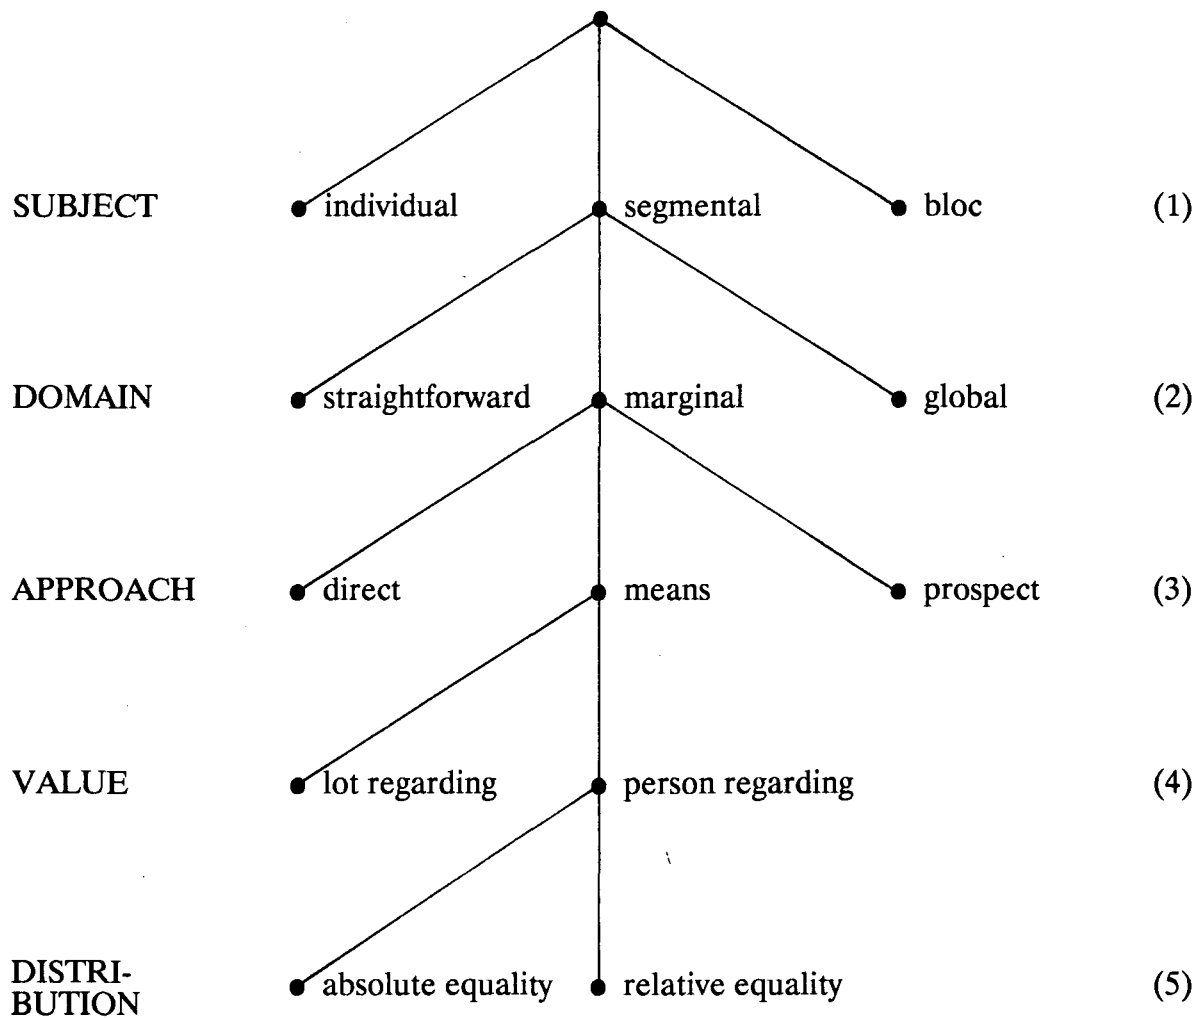 SUBJECT individual segmental bloc (1)
DOMAIN straightforward marginal global (2)
APPROACH direct means prospect (3)
VALUE lot regarding person regarding (4)
DISTRI-
BUTION absolute equality relative equality (5)